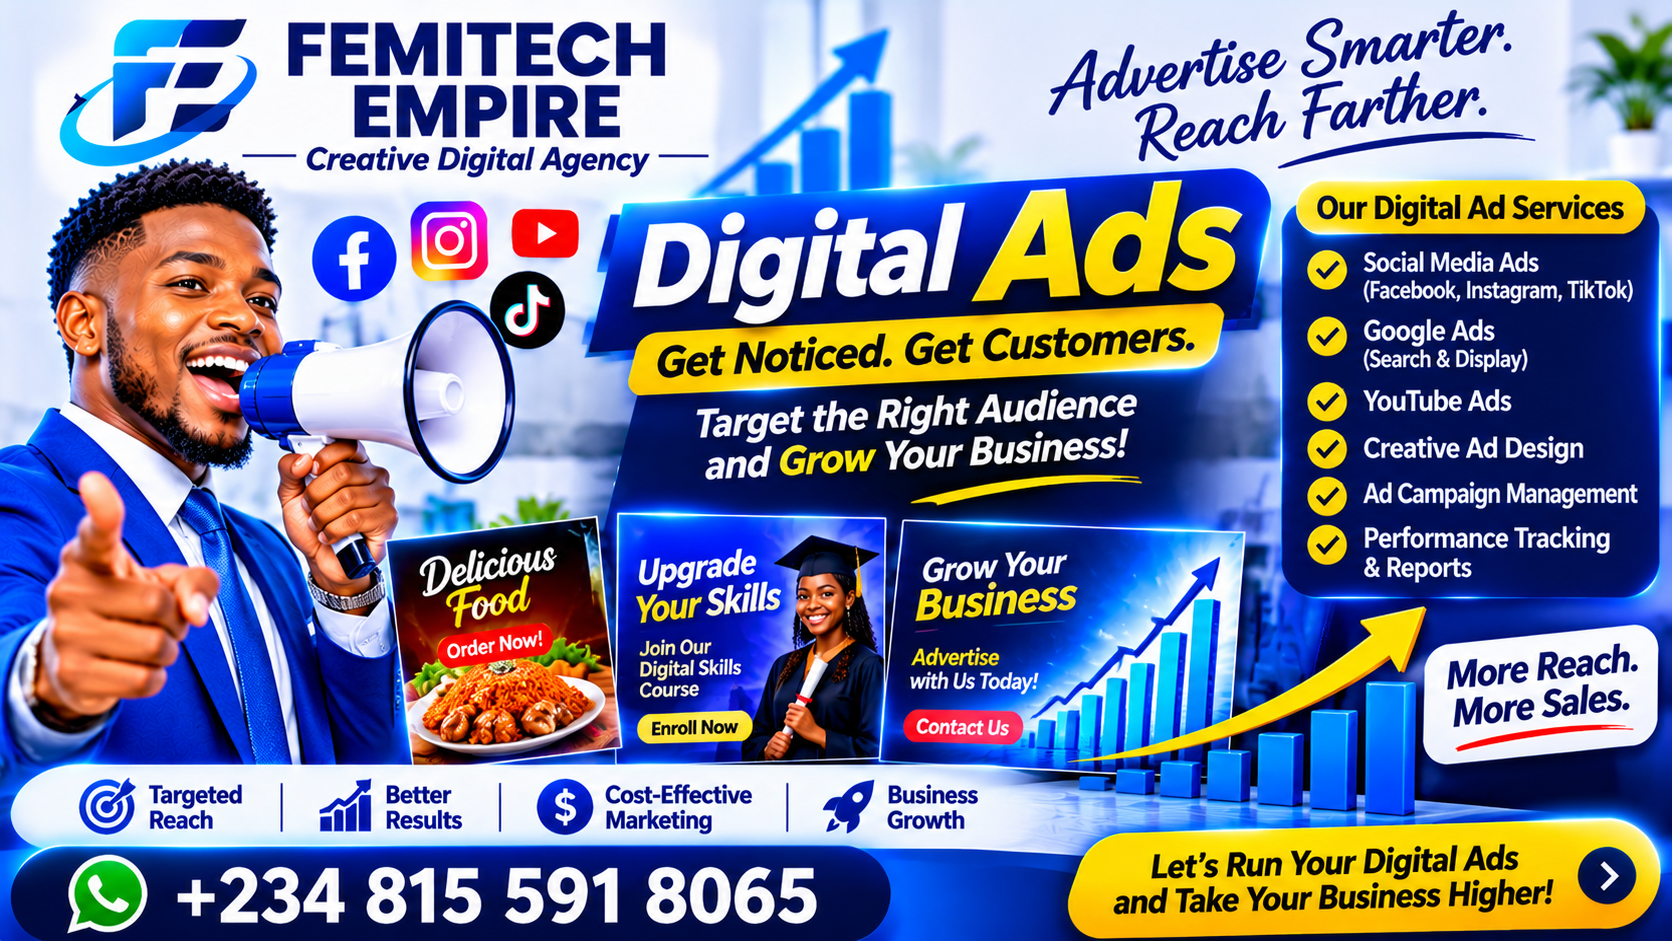 FEMITECH
EMPIRE
Creative Digital Agency
Advertise Smarter.
Reach Farther.
Digital Ads
Get Noticed. Get Customers.
Target the Right Audience
and Grow Your Business!
Our Digital Ad Services
Social Media Ads
(Facebook, Instagram, TikTok)
Google Ads
(Search & Display)
YouTube Ads
Creative Ad Design
Ad Campaign Management
Performance Tracking
& Reports
Delicious
Food
Order Now!
Upgrade
Your Skills
Join Our
Digital Skills
Course
Enroll Now
Grow Your
Business
Advertise
with Us Today!
Contact Us
More Reach.
More Sales.
Targeted
Reach
Better
Results
Cost-Effective
Marketing
Business
Growth
+234 815 591 8065
Let's Run Your Digital Ads
and Take Your Business Higher!